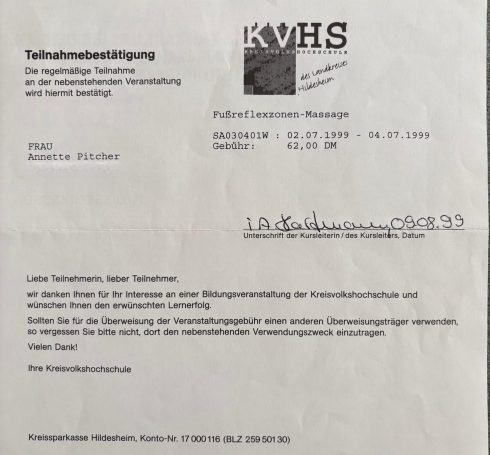 KVHS
KREISVOLKSHOCHSCHULE
des Landkreises
Hildesheim
Teilnahmebestätigung
Die regelmäßige Teilnahme
an der nebenstehenden Veranstaltung
wird hiermit bestätigt.
Fußreflexzonen-Massage
SA030401W : 02.07.1999 - 04.07.1999
Gebühr: 62,00 DM
FRAU
Annette Pitcher
i A 09.08.99
Unterschrift der Kursleiterin / des Kursleiters, Datum
Liebe Teilnehmerin, lieber Teilnehmer,
wir danken Ihnen für Ihr Interesse an einer Bildungsveranstaltung der Kreisvolkshochschule und
wünschen Ihnen den erwünschten Lernerfolg.
Sollten Sie für die Überweisung der Veranstaltungsgebühr einen anderen Überweisungsträger verwenden,
so vergessen Sie bitte nicht, dort den nebenstehenden Verwendungszweck einzutragen.
Vielen Dank!
Ihre Kreisvolkshochschule
Kreissparkasse Hildesheim, Konto-Nr. 17 000 116 (BLZ 259 501 30)